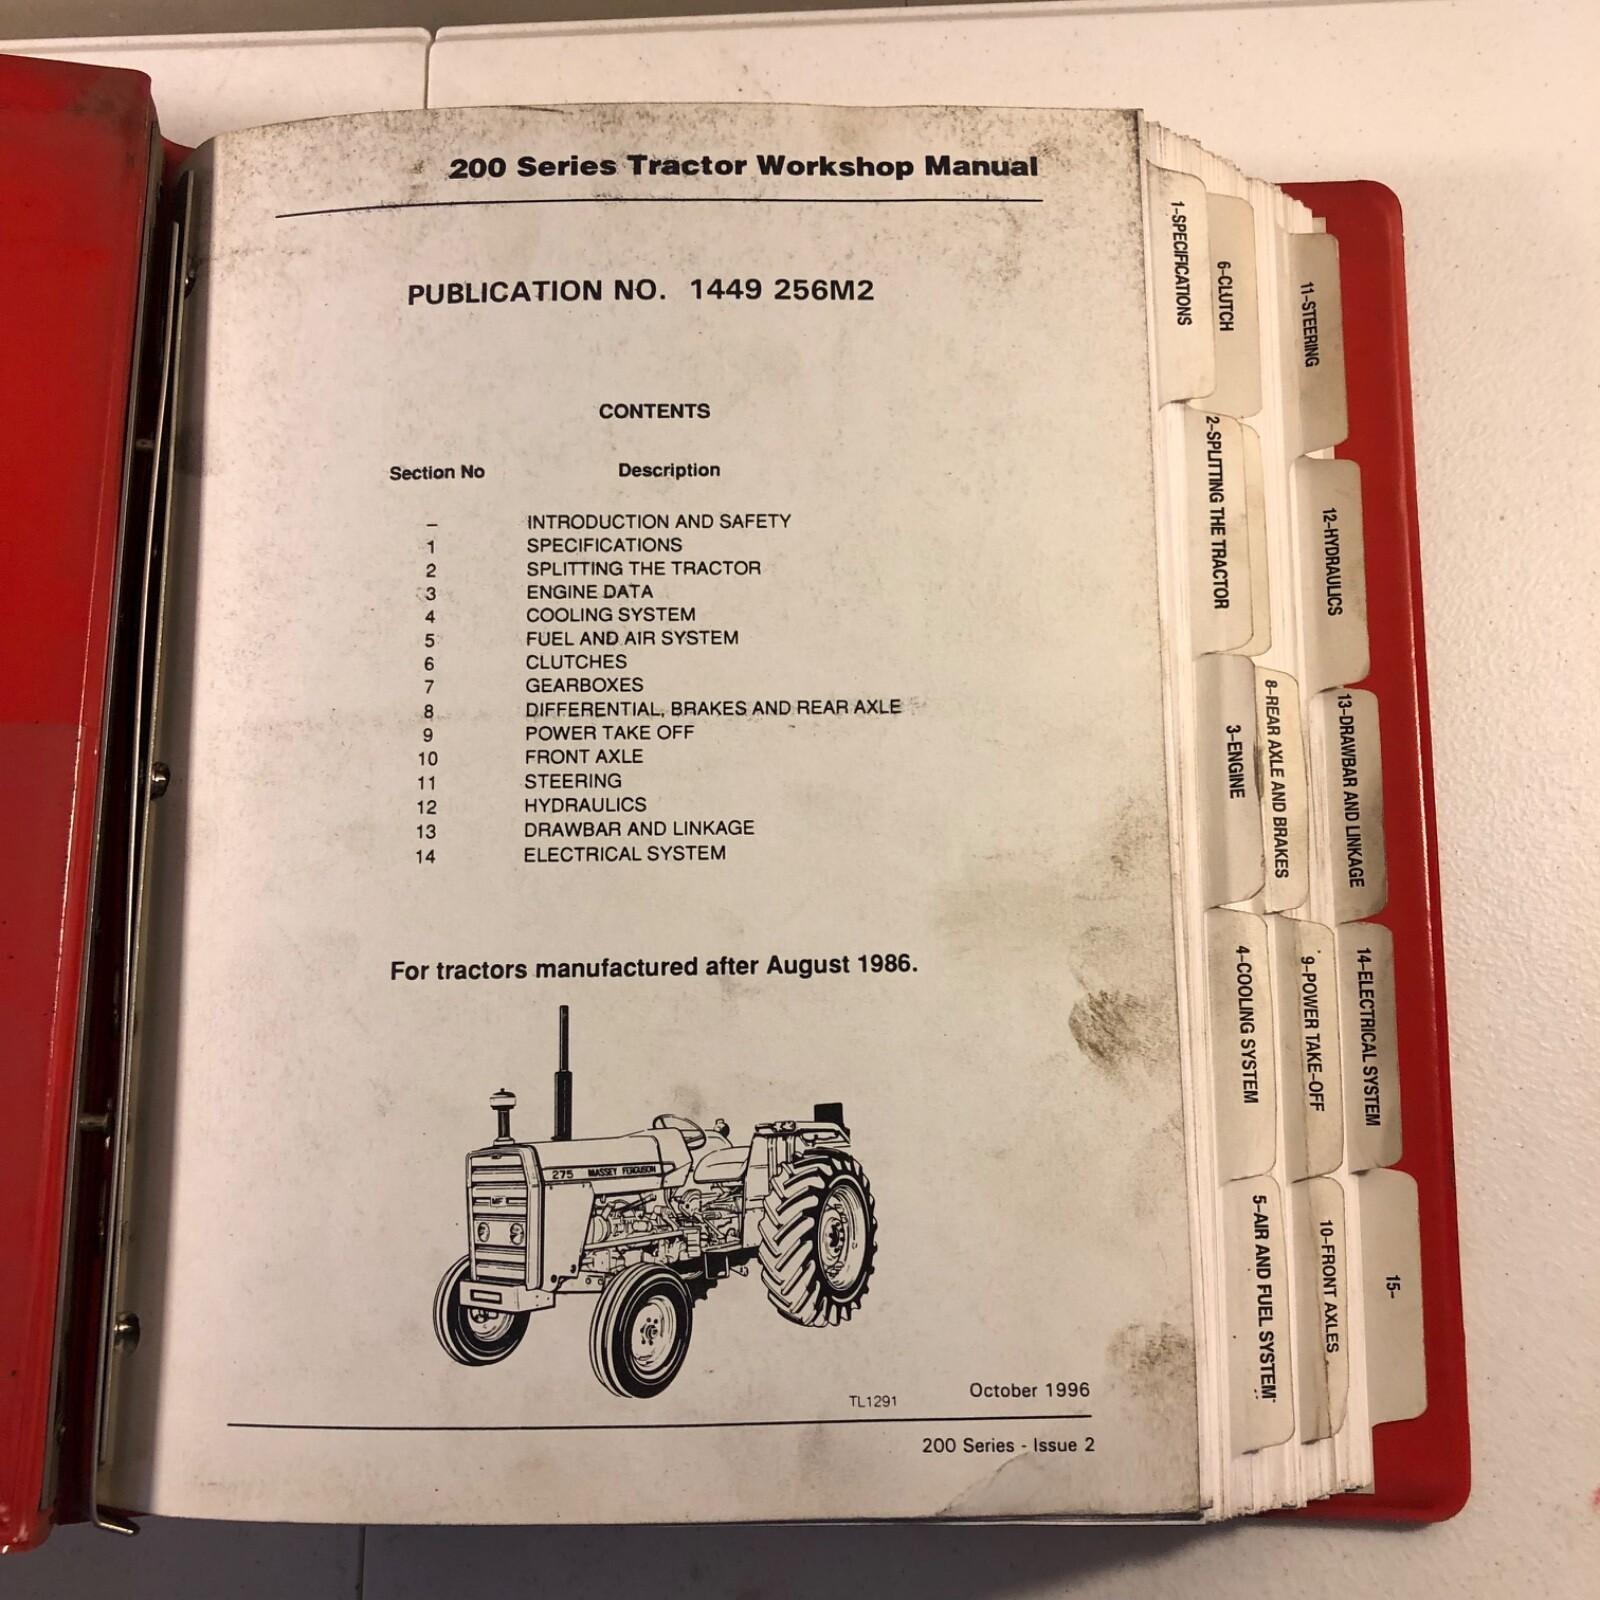 200 Series Tractor Workshop Manual
PUBLICATION NO. 1449 256M2
CONTENTS
Section No Description
– INTRODUCTION AND SAFETY
1 SPECIFICATIONS
2 SPLITTING THE TRACTOR
3 ENGINE DATA
4 COOLING SYSTEM
5 FUEL AND AIR SYSTEM
6 CLUTCHES
7 GEARBOXES
8 DIFFERENTIAL, BRAKES AND REAR AXLE
9 POWER TAKE OFF
10 FRONT AXLE
11 STEERING
12 HYDRAULICS
13 DRAWBAR AND LINKAGE
14 ELECTRICAL SYSTEM
For tractors manufactured after August 1986.
275 MASSEY FERGUSON
MF
TL1291
October 1996
200 Series - Issue 2
1-SPECIFICATIONS
2-SPLITTING THE TRACTOR
3-ENGINE
4-COOLING SYSTEM
5-AIR AND FUEL SYSTEM
6-CLUTCH
8-REAR AXLE AND BRAKES
9-POWER TAKE-OFF
10-FRONT AXLES
11-STEERING
12-HYDRAULICS
13-DRAWBAR AND LINKAGE
14-ELECTRICAL SYSTEM
15-